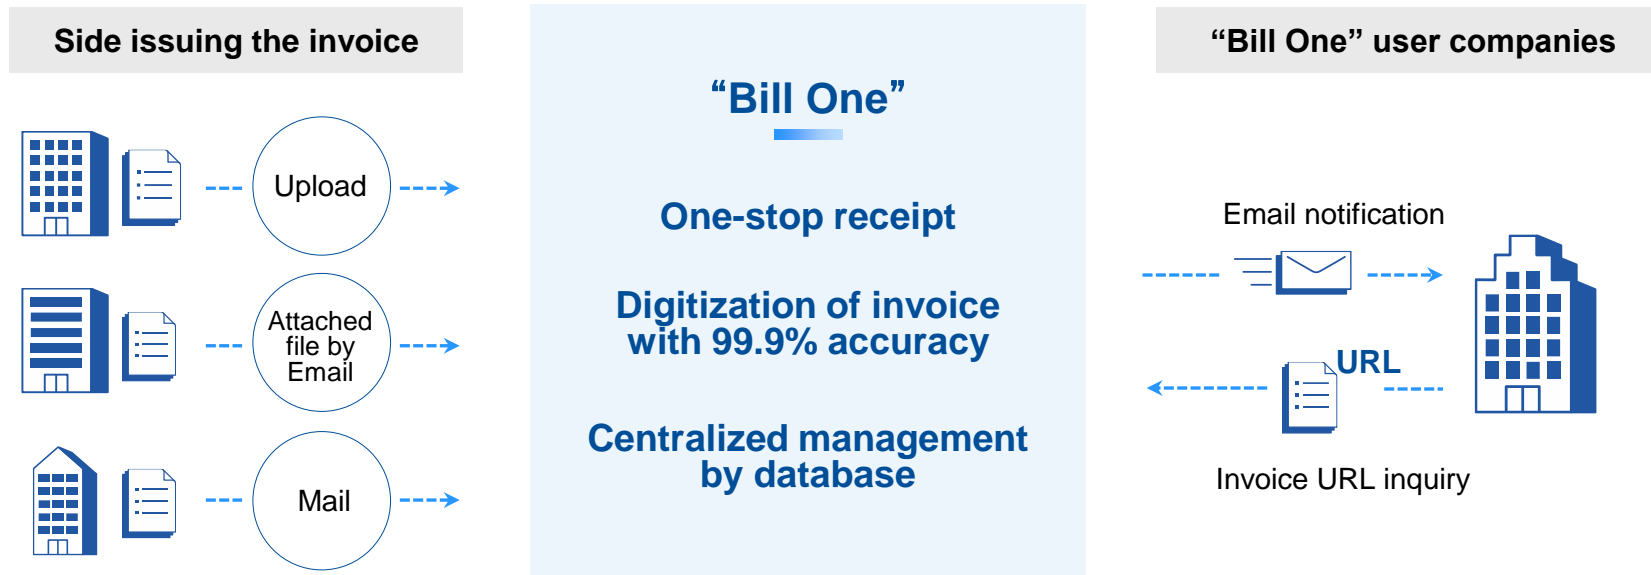 Side issuing the invoice
Upload
Attached
file by
Email
Mail
“Bill One”
One-stop receipt
Digitization of invoice
with 99.9% accuracy
Centralized management
by database
“Bill One” user companies
Email notification
URL
Invoice URL inquiry